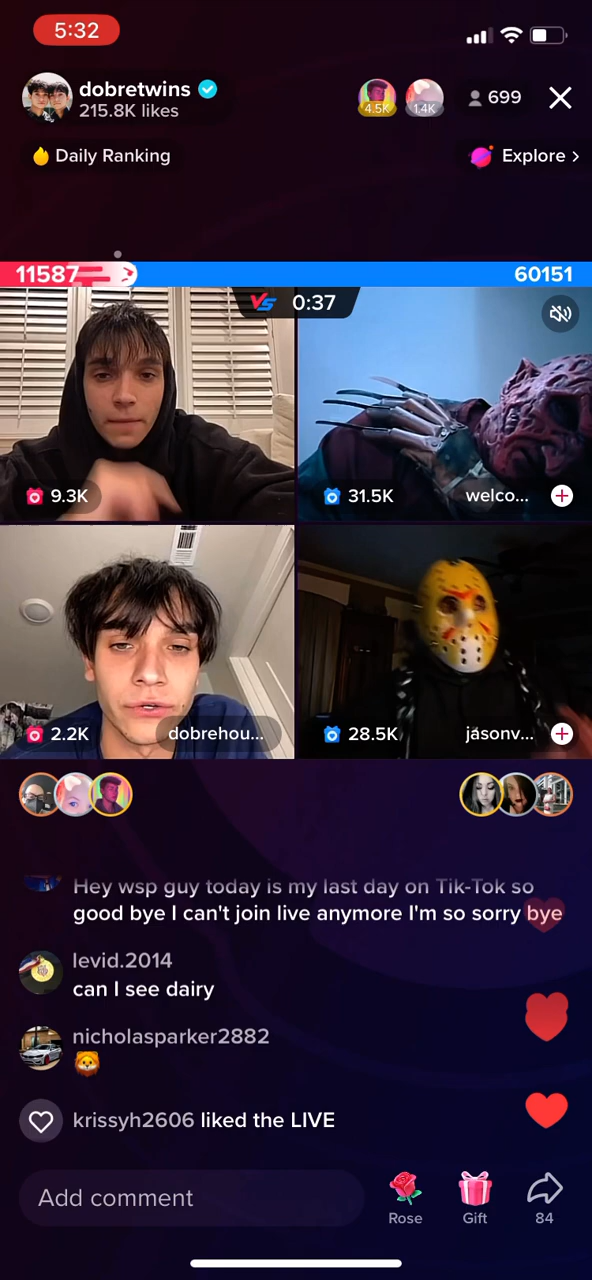 5:32
dobretwins
215.8K likes
4.5K
1.4K
699
Daily Ranking
Explore >
11587
60151
VS 0:37
9.3K
31.5K
welco...
2.2K
dobrehou...
28.5K
jäsonv...
Hey wsp guy today is my last day on Tik-Tok so
good bye I can't join live anymore I'm so sorry bye
levid.2014
can I see dairy
nicholasparker2882
🦁
krissyh2606 liked the LIVE
Add comment
Rose
Gift
84